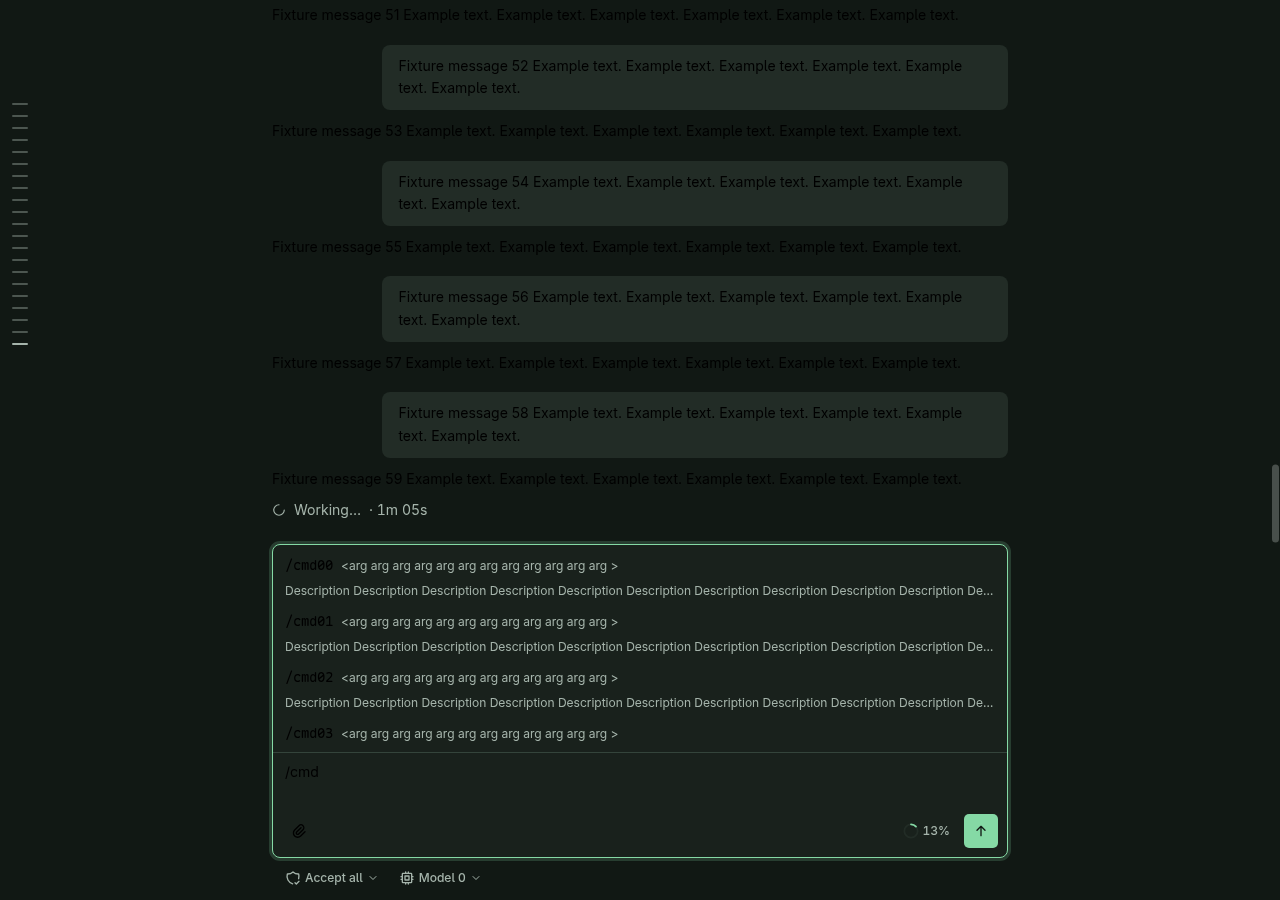 Fixture message 51 Example text. Example text. Example text. Example text. Example text. Example text.
Fixture message 52 Example text. Example text. Example text. Example text. Example
text. Example text.
Fixture message 53 Example text. Example text. Example text. Example text. Example text. Example text.
Fixture message 54 Example text. Example text. Example text. Example text. Example
text. Example text.
Fixture message 55 Example text. Example text. Example text. Example text. Example text. Example text.
Fixture message 56 Example text. Example text. Example text. Example text. Example
text. Example text.
Fixture message 57 Example text. Example text. Example text. Example text. Example text. Example text.
Fixture message 58 Example text. Example text. Example text. Example text. Example
text. Example text.
Fixture message 59 Example text. Example text. Example text. Example text. Example text. Example text.
Working... · 1m 05s
/cmd00 <arg arg arg arg arg arg arg arg arg arg arg arg >
Description Description Description Description Description Description Description Description Description Description De...
/cmd01 <arg arg arg arg arg arg arg arg arg arg arg arg >
Description Description Description Description Description Description Description Description Description Description De...
/cmd02 <arg arg arg arg arg arg arg arg arg arg arg arg >
Description Description Description Description Description Description Description Description Description Description De...
/cmd03 <arg arg arg arg arg arg arg arg arg arg arg arg >
/cmd
13%
Accept all Model 0